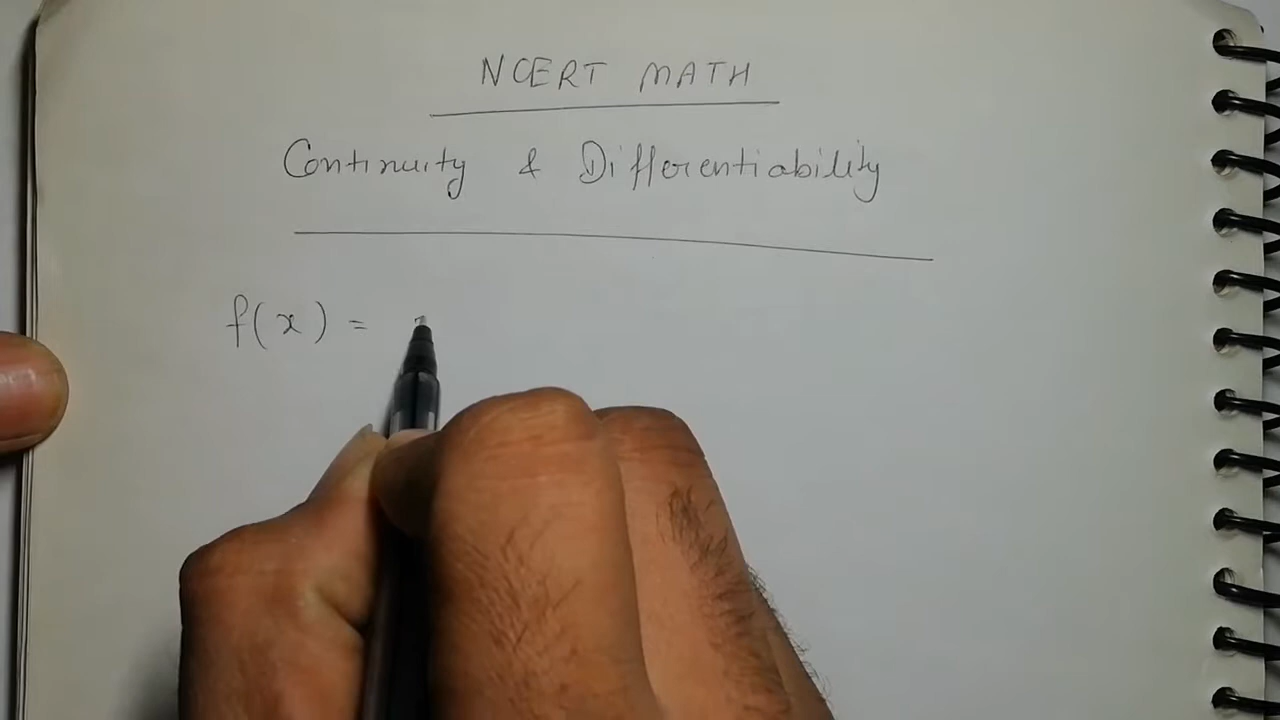 NCERT MATH
Continuity & Differentiability
f(x) =